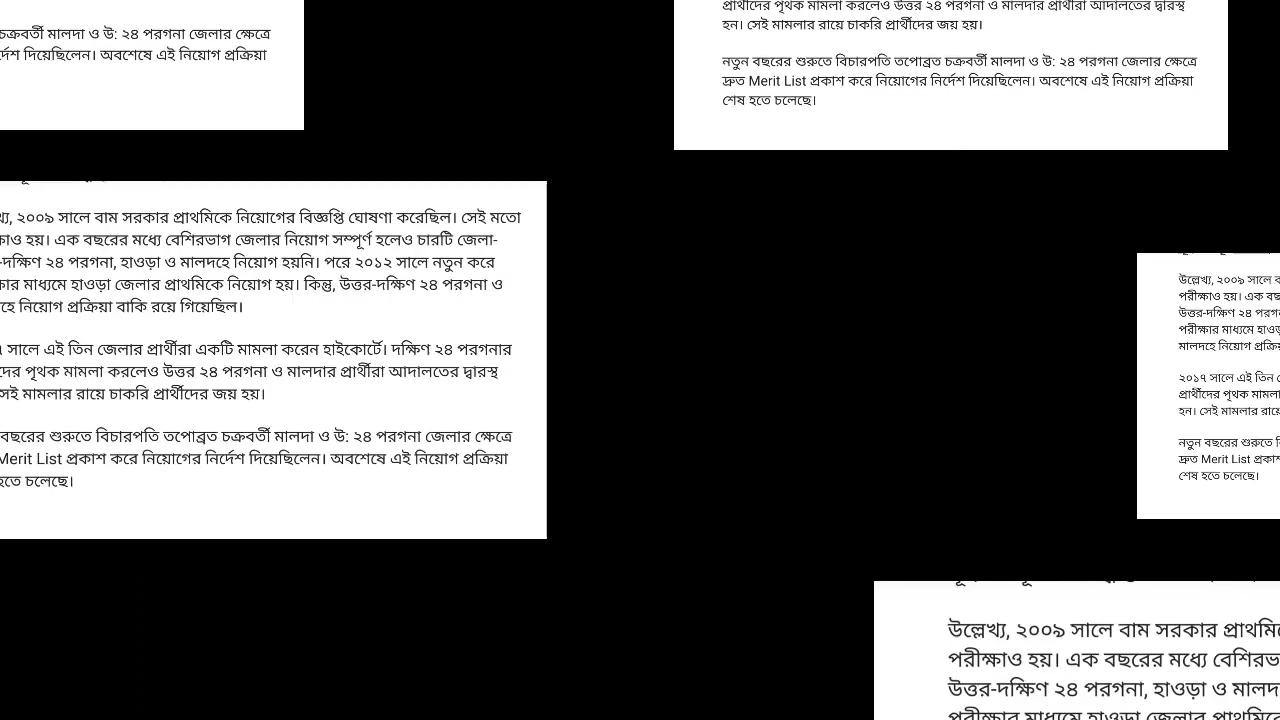 চক্রবর্তী মালদা ও উ: ২৪ পরগনা জেলার ক্ষেত্রে
দিয়েছিলেন। অবশেষে এই নিয়োগ প্রক্রিয়া
প্রার্থীদের পৃথক মামলা করলেও উত্তর ২৪ পরগনা ও মালদার প্রার্থীরা আদালতের দ্বারস্থ
হন। সেই মামলার রায়ে চাকরি প্রার্থীদের জয় হয়।
নতুন বছরের শুরুতে বিচারপতি তপোব্রত চক্রবর্তী মালদা ও উ: ২৪ পরগনা জেলার ক্ষেত্রে
দ্রুত Merit List প্রকাশ করে নিয়োগের নির্দেশ দিয়েছিলেন। অবশেষে এই নিয়োগ প্রক্রিয়া
শেষ হতে চলেছে।
২০০৯ সালে বাম সরকার প্রাথমিকে নিয়োগের বিজ্ঞপ্তি ঘোষণা করেছিল। সেই মতো
হয়। এক বছরের মধ্যে বেশিরভাগ জেলার নিয়োগ সম্পূর্ণ হলেও চারটি জেলা-
-দক্ষিণ ২৪ পরগনা, হাওড়া ও মালদহে নিয়োগ হয়নি। পরে ২০১২ সালে নতুন করে
মাধ্যমে হাওড়া জেলার প্রাথমিকে নিয়োগ হয়। কিন্তু, উত্তর-দক্ষিণ ২৪ পরগনা ও
নিয়োগ প্রক্রিয়া বাকি রয়ে গিয়েছিল।
সালে এই তিন জেলার প্রার্থীরা একটি মামলা করেন হাইকোর্টে। দক্ষিণ ২৪ পরগনার
পৃথক মামলা করলেও উত্তর ২৪ পরগনা ও মালদার প্রার্থীরা আদালতের দ্বারস্থ
সেই মামলার রায়ে চাকরি প্রার্থীদের জয় হয়।
বছরের শুরুতে বিচারপতি তপোব্রত চক্রবর্তী মালদা ও উ: ২৪ পরগনা জেলার ক্ষেত্রে
Merit List প্রকাশ করে নিয়োগের নির্দেশ দিয়েছিলেন। অবশেষে এই নিয়োগ প্রক্রিয়া
হতে চলেছে।
উল্লেখ্য, ২০০৯ সালে
পরীক্ষাও হয়। এক
উত্তর-দক্ষিণ ২৪
পরীক্ষার মাধ্যমে
মালদহে নিয়োগ
২০১৭ সালে এই তিন
প্রার্থীদের পৃথক
হন। সেই মামলার রায়ে
নতুন বছরের শুরুতে
দ্রুত Merit List
শেষ হতে চলেছে।
উল্লেখ্য, ২০০৯ সালে বাম সরকার
পরীক্ষাও হয়। এক বছরের মধ্যে
উত্তর-দক্ষিণ ২৪ পরগনা, হাওড়া ও
পরীক্ষার মাধ্যমে হাওড়া জেলার